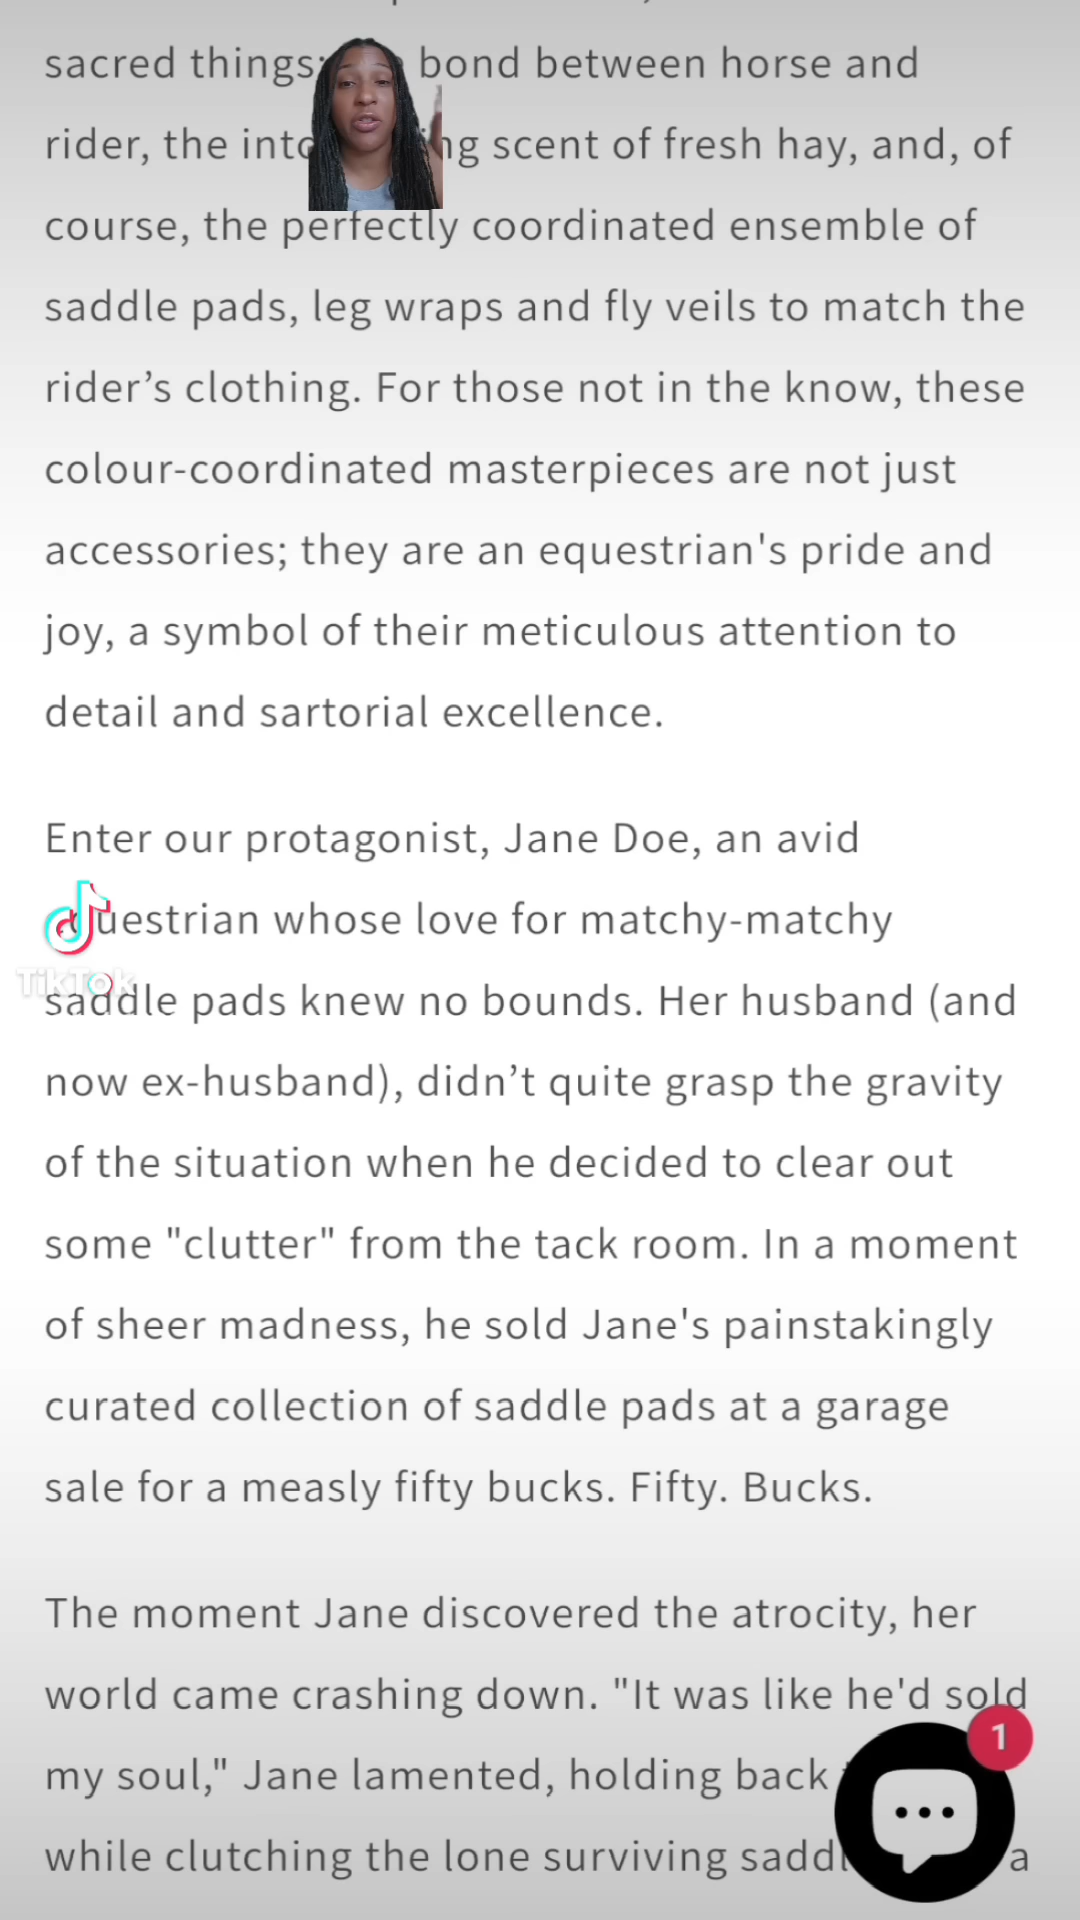 sacred things: bond between horse and
rider, the scent of fresh hay, and, of
course, the perfectly coordinated ensemble of
saddle pads, leg wraps and fly veils to match the
rider’s clothing. For those not in the know, these
colour-coordinated masterpieces are not just
accessories; they are an equestrian's pride and
joy, a symbol of their meticulous attention to
detail and sartorial excellence.
Enter our protagonist, Jane Doe, an avid
equestrian whose love for matchy-matchy
TikTok
saddle pads knew no bounds. Her husband (and
now ex-husband), didn’t quite grasp the gravity
of the situation when he decided to clear out
some "clutter" from the tack room. In a moment
of sheer madness, he sold Jane's painstakingly
curated collection of saddle pads at a garage
sale for a measly fifty bucks. Fifty. Bucks.
The moment Jane discovered the atrocity, her
world came crashing down. "It was like he'd sold
1
my soul," Jane lamented, holding back
while clutching the lone surviving a